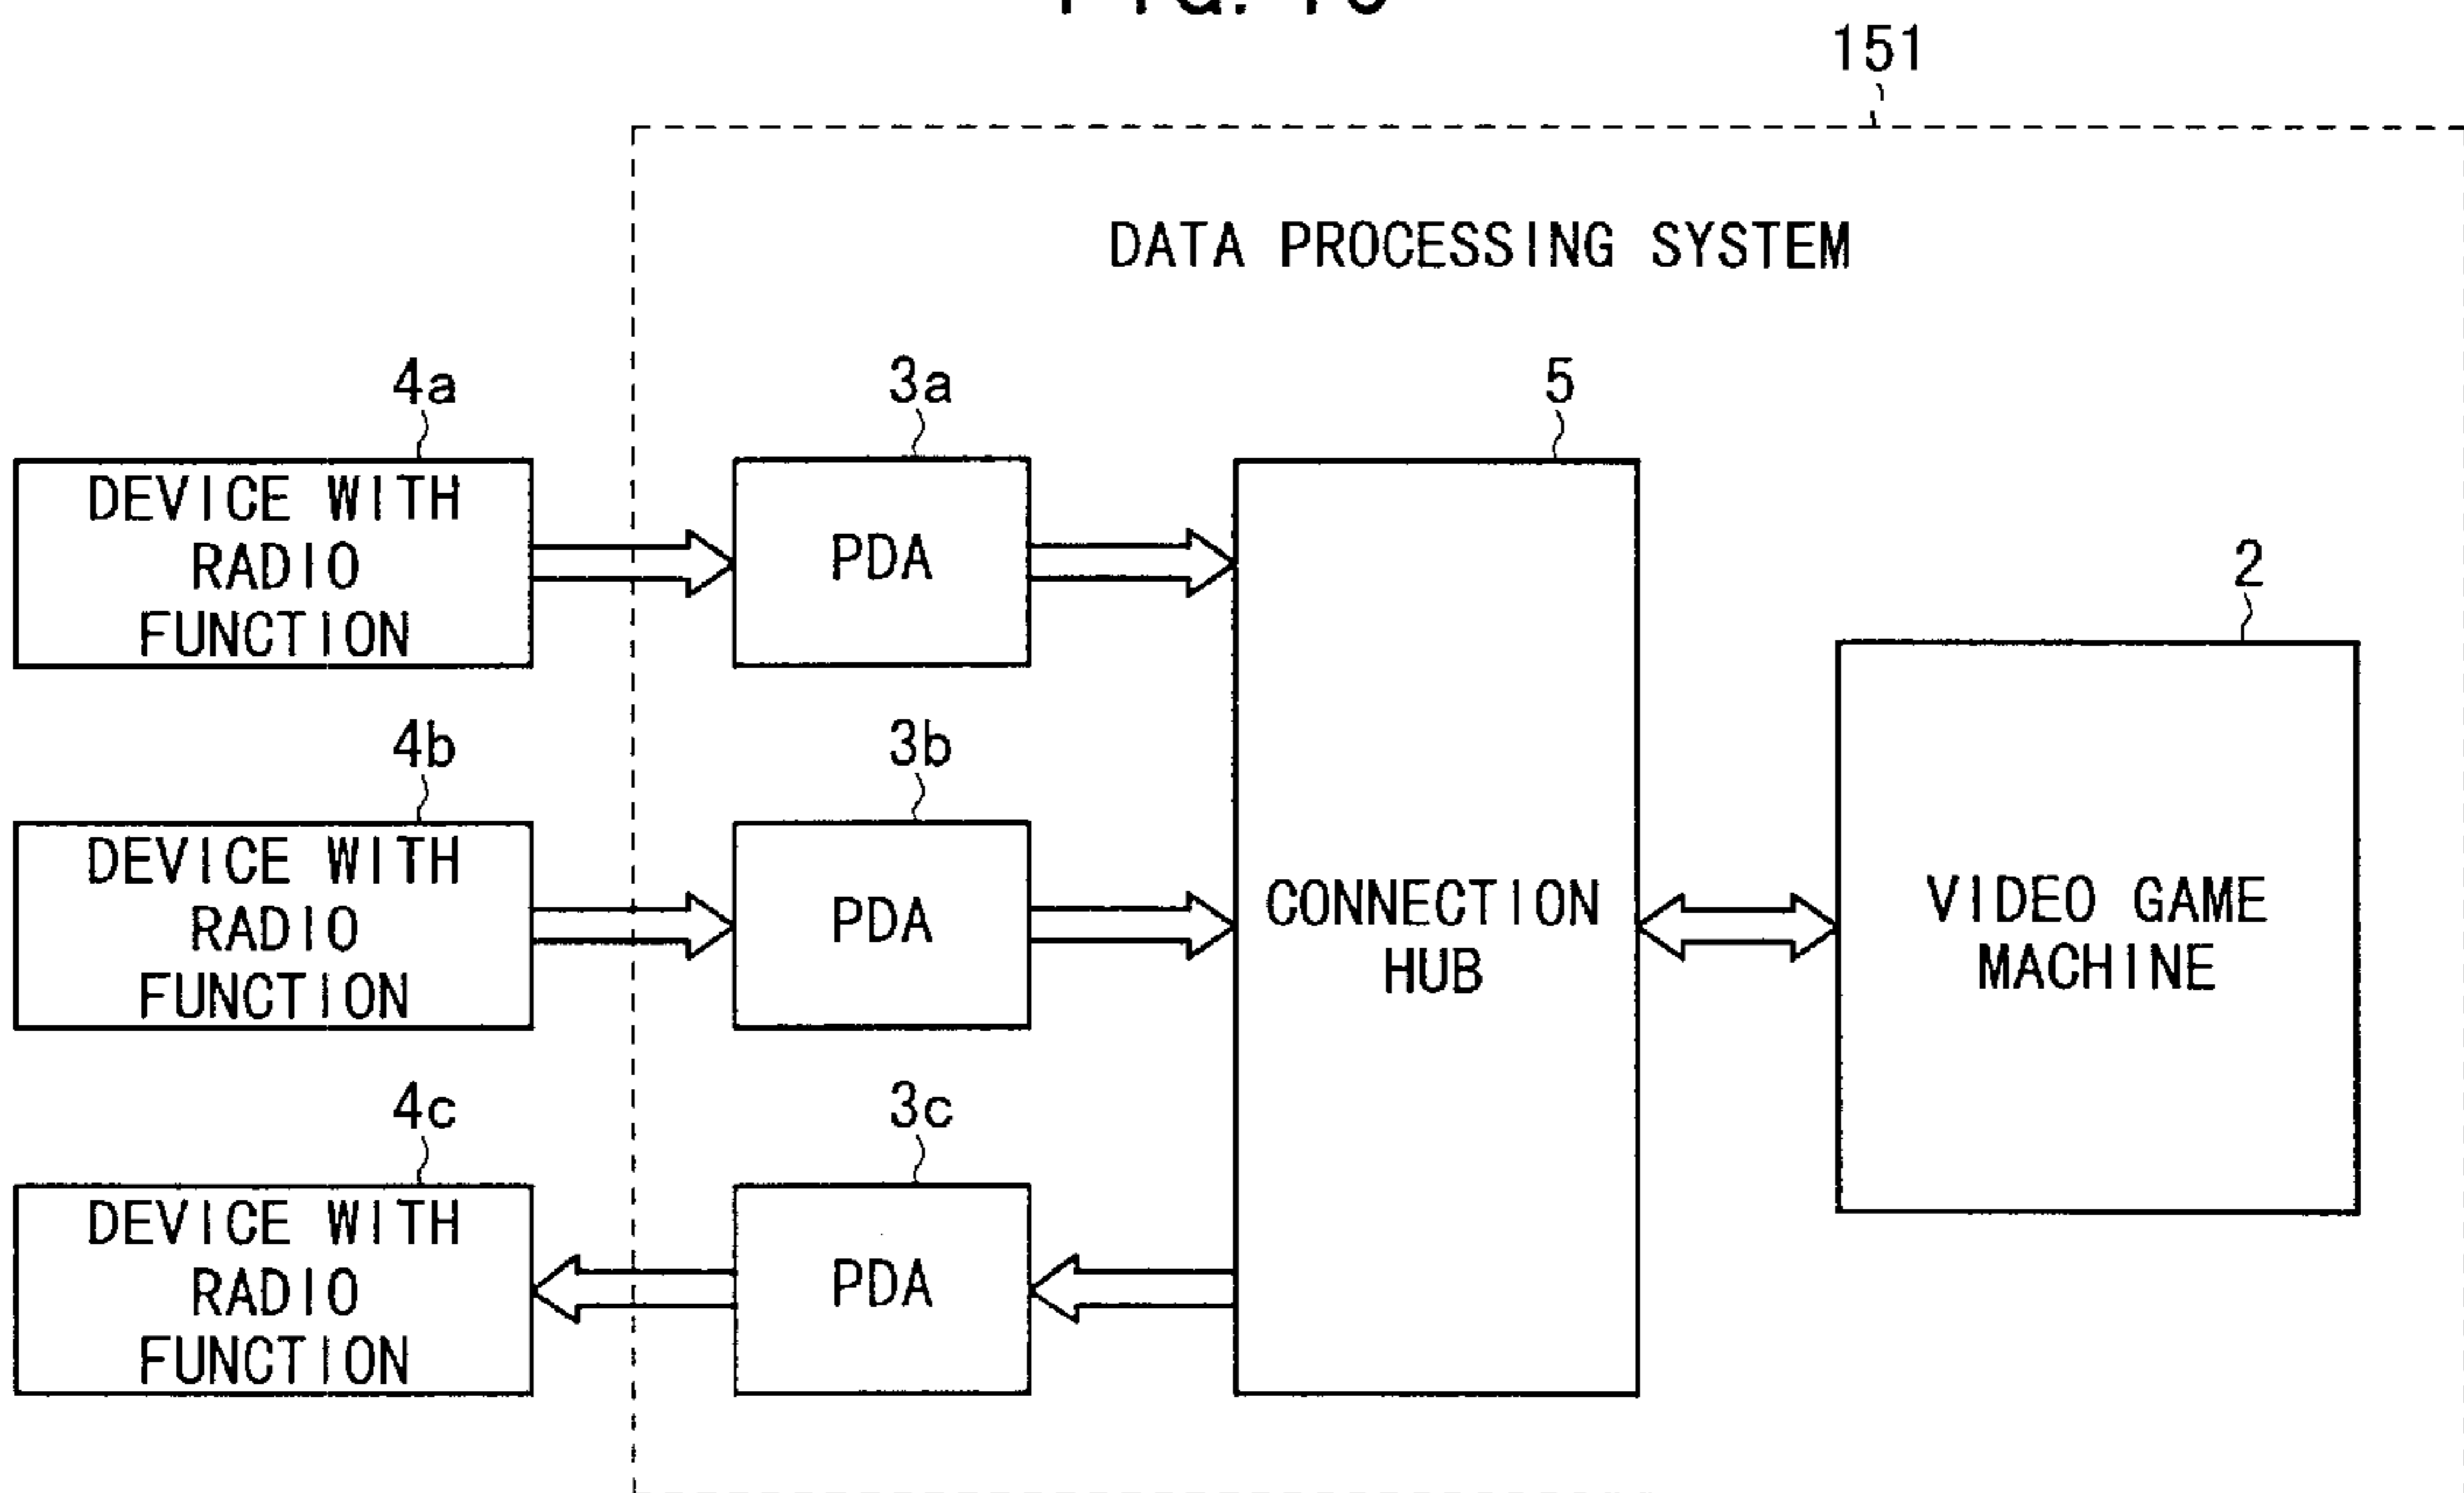 151
DATA PROCESSING SYSTEM
4a
3a
5
DEVICE WITH
RADIO
FUNCTION
PDA
2
4b
3b
DEVICE WITH
RADIO
FUNCTION
PDA
CONNECTION
HUB
VIDEO GAME
MACHINE
4c
3c
DEVICE WITH
RADIO
FUNCTION
PDA